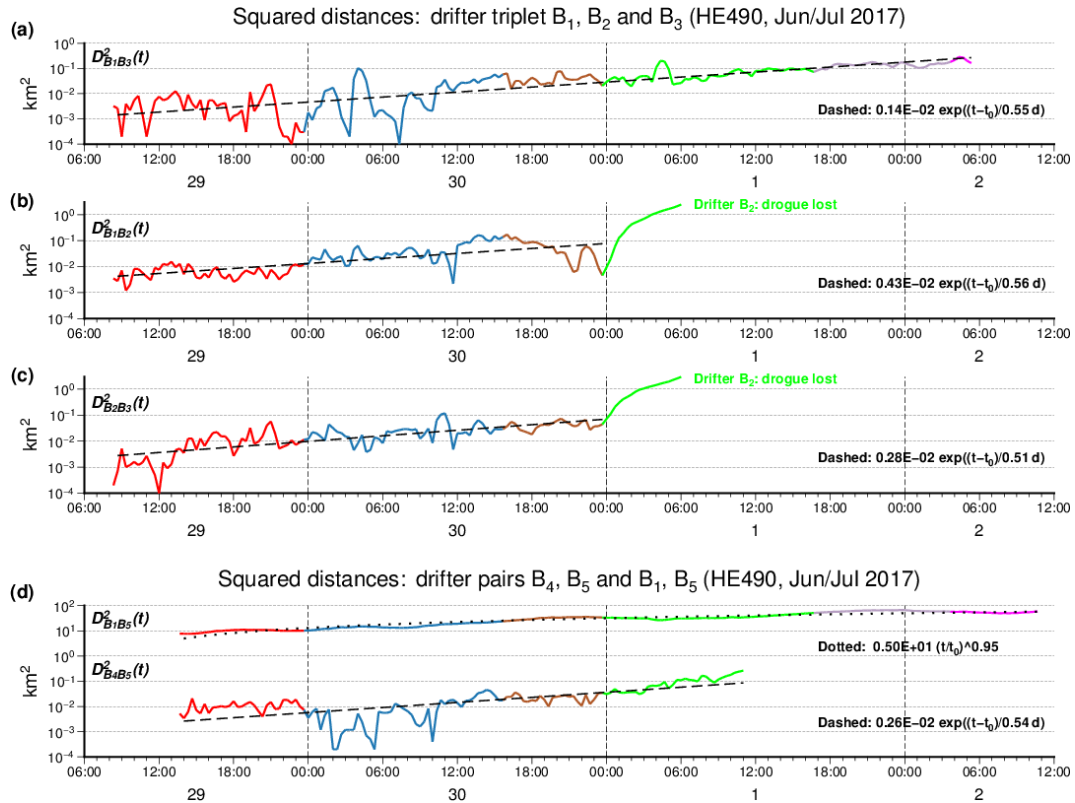 Squared distances: drifter triplet B1, B2 and B3 (HE490, Jun/Jul 2017)
(a)
D²B1B3(t)
km²
10⁰
10⁻¹
10⁻²
10⁻³
10⁻⁴
Dashed: 0.14E−02 exp((t−t0)/0.55 d)
06:00 12:00 18:00 00:00 06:00 12:00 18:00 00:00 06:00 12:00 18:00 00:00 06:00 12:00
29 30 1 2
(b)
D²B1B2(t)
km²
10⁰
10⁻¹
10⁻²
10⁻³
10⁻⁴
Drifter B2: drogue lost
Dashed: 0.43E−02 exp((t−t0)/0.56 d)
06:00 12:00 18:00 00:00 06:00 12:00 18:00 00:00 06:00 12:00 18:00 00:00 06:00 12:00
29 30 1 2
(c)
D²B2B3(t)
km²
10⁰
10⁻¹
10⁻²
10⁻³
10⁻⁴
Drifter B2: drogue lost
Dashed: 0.28E−02 exp((t−t0)/0.51 d)
06:00 12:00 18:00 00:00 06:00 12:00 18:00 00:00 06:00 12:00 18:00 00:00 06:00 12:00
29 30 1 2
Squared distances: drifter pairs B4, B5 and B1, B5 (HE490, Jun/Jul 2017)
(d)
D²B1B5(t)
D²B4B5(t)
km²
10²
10¹
10⁰
10⁻¹
10⁻²
10⁻³
10⁻⁴
Dotted: 0.50E+01 (t/t0)^0.95
Dashed: 0.26E−02 exp((t−t0)/0.54 d)
06:00 12:00 18:00 00:00 06:00 12:00 18:00 00:00 06:00 12:00 18:00 00:00 06:00 12:00
29 30 1 2